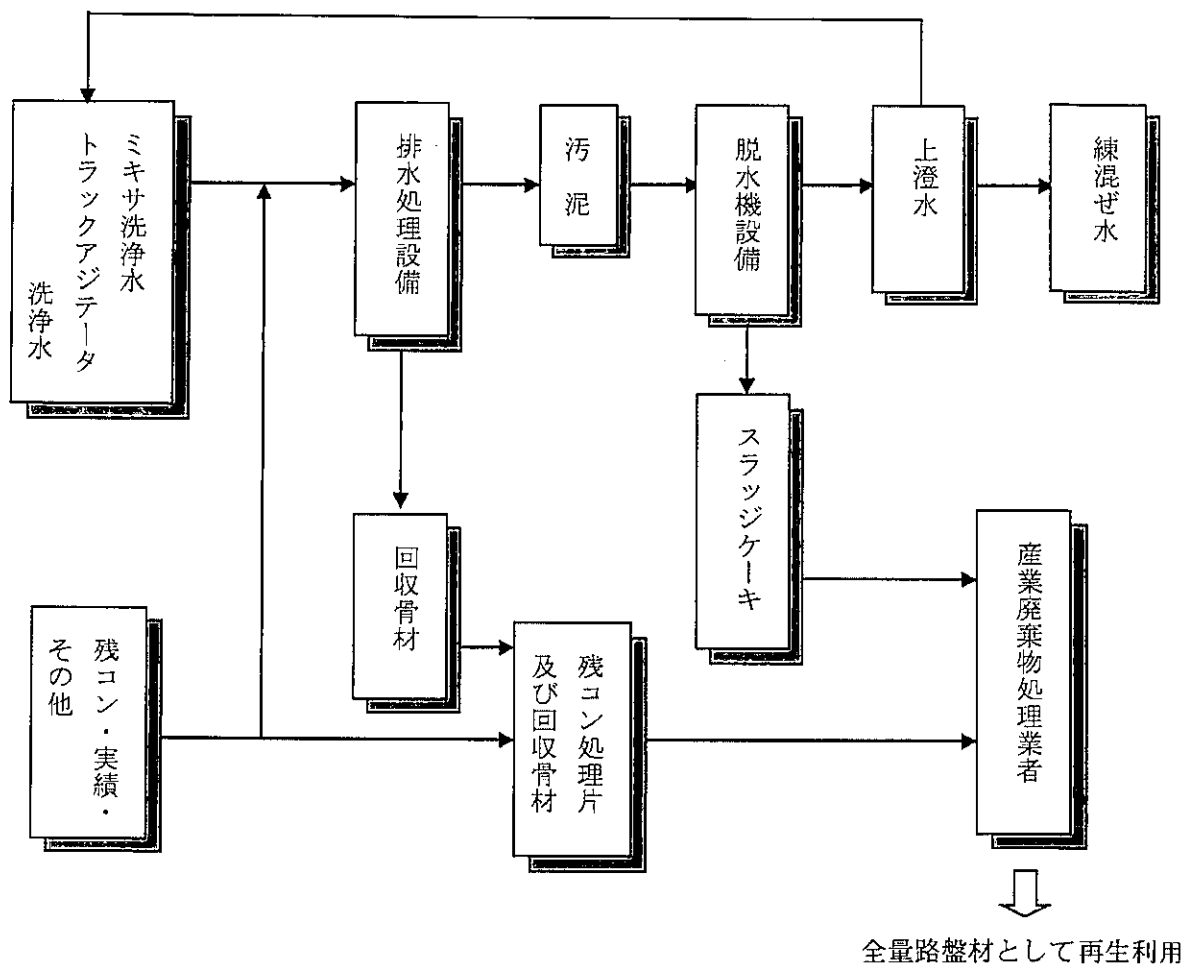 ミキサ洗浄水
トラックアジテータ
洗浄水
排水処理設備
汚泥
脱水機設備
上澄水
練混ぜ水
スラッジケーキ
回収骨材
残コン・実績・
その他
残コン処理片
及び回収骨材
産業廃棄物処理業者
全量路盤材として再生利用